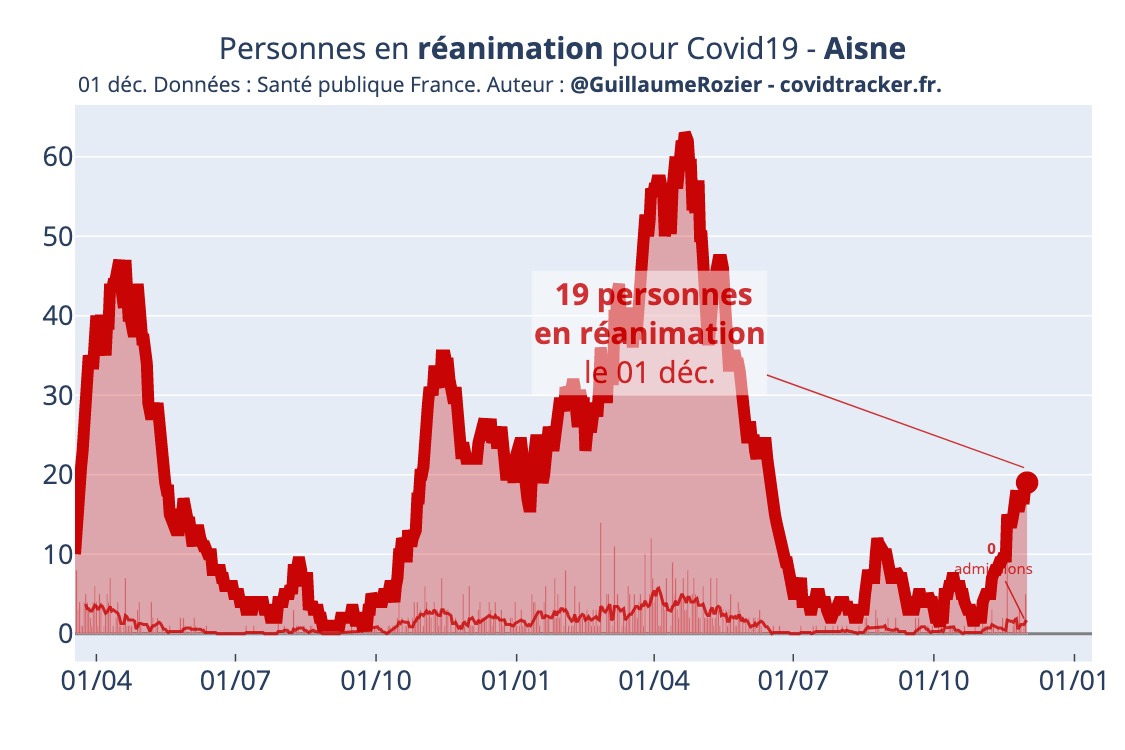 Personnes en réanimation pour Covid19 - Aisne
01 déc. Données : Santé publique France. Auteur : @GuillaumeRozier - covidtracker.fr.
60
50
40
30
20
10
0
19 personnes
en réanimation
le 01 déc.
0
admissions
01/04
01/07
01/10
01/01
01/04
01/07
01/10
01/01